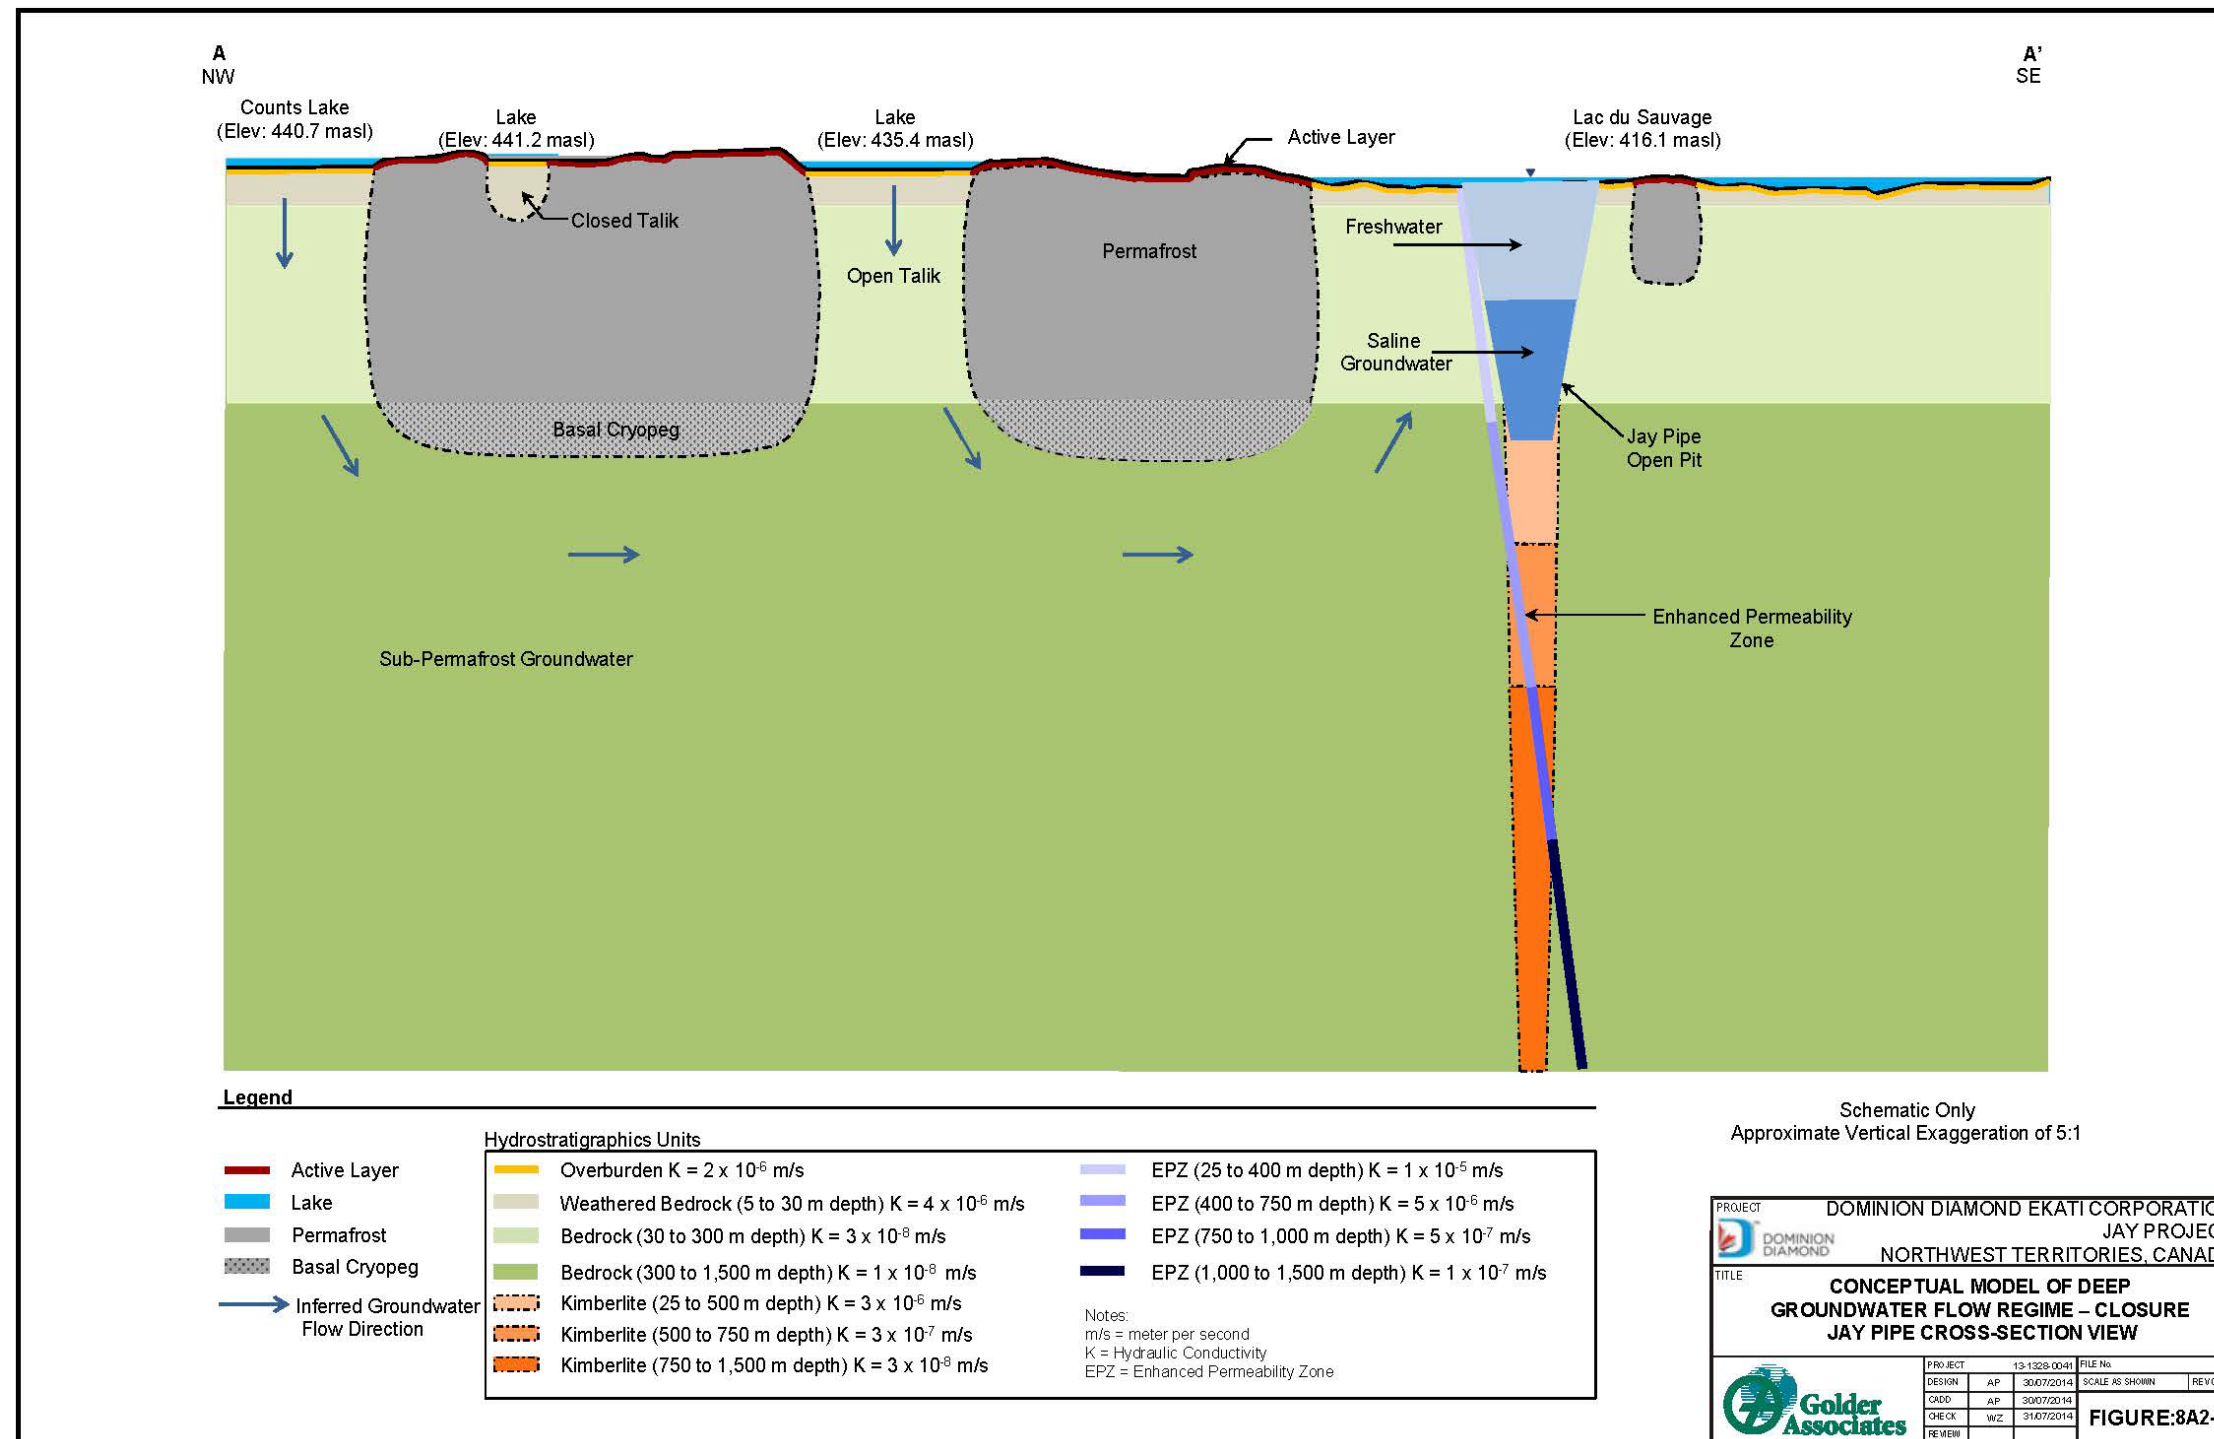 A
NW
A'
SE
Counts Lake
(Elev: 440.7 masl)
Lake
(Elev: 441.2 masl)
Lake
(Elev: 435.4 masl)
Active Layer
Lac du Sauvage
(Elev: 416.1 masl)
Closed Talik
Open Talik
Permafrost
Freshwater
Saline
Groundwater
Basal Cryopeg
Jay Pipe
Open Pit
Enhanced Permeability
Zone
Sub-Permafrost Groundwater
Legend
Schematic Only
Approximate Vertical Exaggeration of 5:1
Active Layer
Lake
Permafrost
Basal Cryopeg
Inferred Groundwater
Flow Direction
Hydrostratigraphics Units
Overburden K = 2 x 10⁻⁶ m/s
Weathered Bedrock (5 to 30 m depth) K = 4 x 10⁻⁶ m/s
Bedrock (30 to 300 m depth) K = 3 x 10⁻⁸ m/s
Bedrock (300 to 1,500 m depth) K = 1 x 10⁻⁸ m/s
Kimberlite (25 to 500 m depth) K = 3 x 10⁻⁶ m/s
Kimberlite (500 to 750 m depth) K = 3 x 10⁻⁷ m/s
Kimberlite (750 to 1,500 m depth) K = 3 x 10⁻⁸ m/s
EPZ (25 to 400 m depth) K = 1 x 10⁻⁵ m/s
EPZ (400 to 750 m depth) K = 5 x 10⁻⁶ m/s
EPZ (750 to 1,000 m depth) K = 5 x 10⁻⁷ m/s
EPZ (1,000 to 1,500 m depth) K = 1 x 10⁻⁷ m/s
Notes:
m/s = meter per second
K = Hydraulic Conductivity
EPZ = Enhanced Permeability Zone
PROJECT
DOMINION DIAMOND EKATI CORPORATIO
JAY PROJEC
NORTHWEST TERRITORIES, CANAD
DOMINION
DIAMOND
TITLE
CONCEPTUAL MODEL OF DEEP
GROUNDWATER FLOW REGIME – CLOSURE
JAY PIPE CROSS-SECTION VIEW
Golder
Associates
PROJECT 13-1328-0041 FILE No.
DESIGN AP 30/07/2014 SCALE AS SHOWN REV
CADD AP 30/07/2014
CHECK WZ 31/07/2014
REVIEW
FIGURE:8A2-